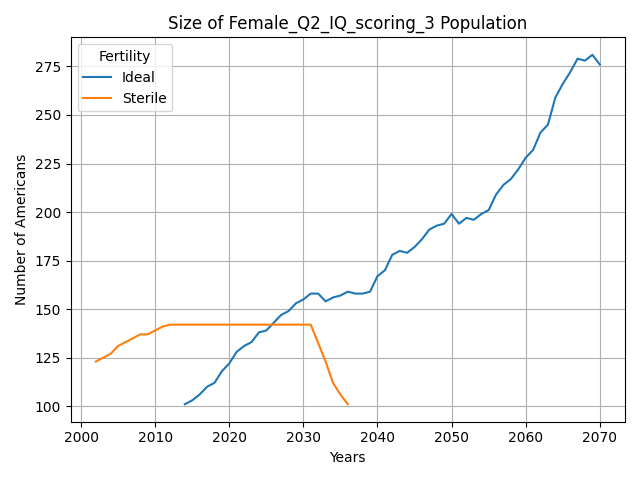 Size of Female_Q2_IQ_scoring_3 Population
Fertility
Ideal
Sterile
Number of Americans
275
250
225
200
175
150
125
100
2000 2010 2020 2030 2040 2050 2060 2070
Years